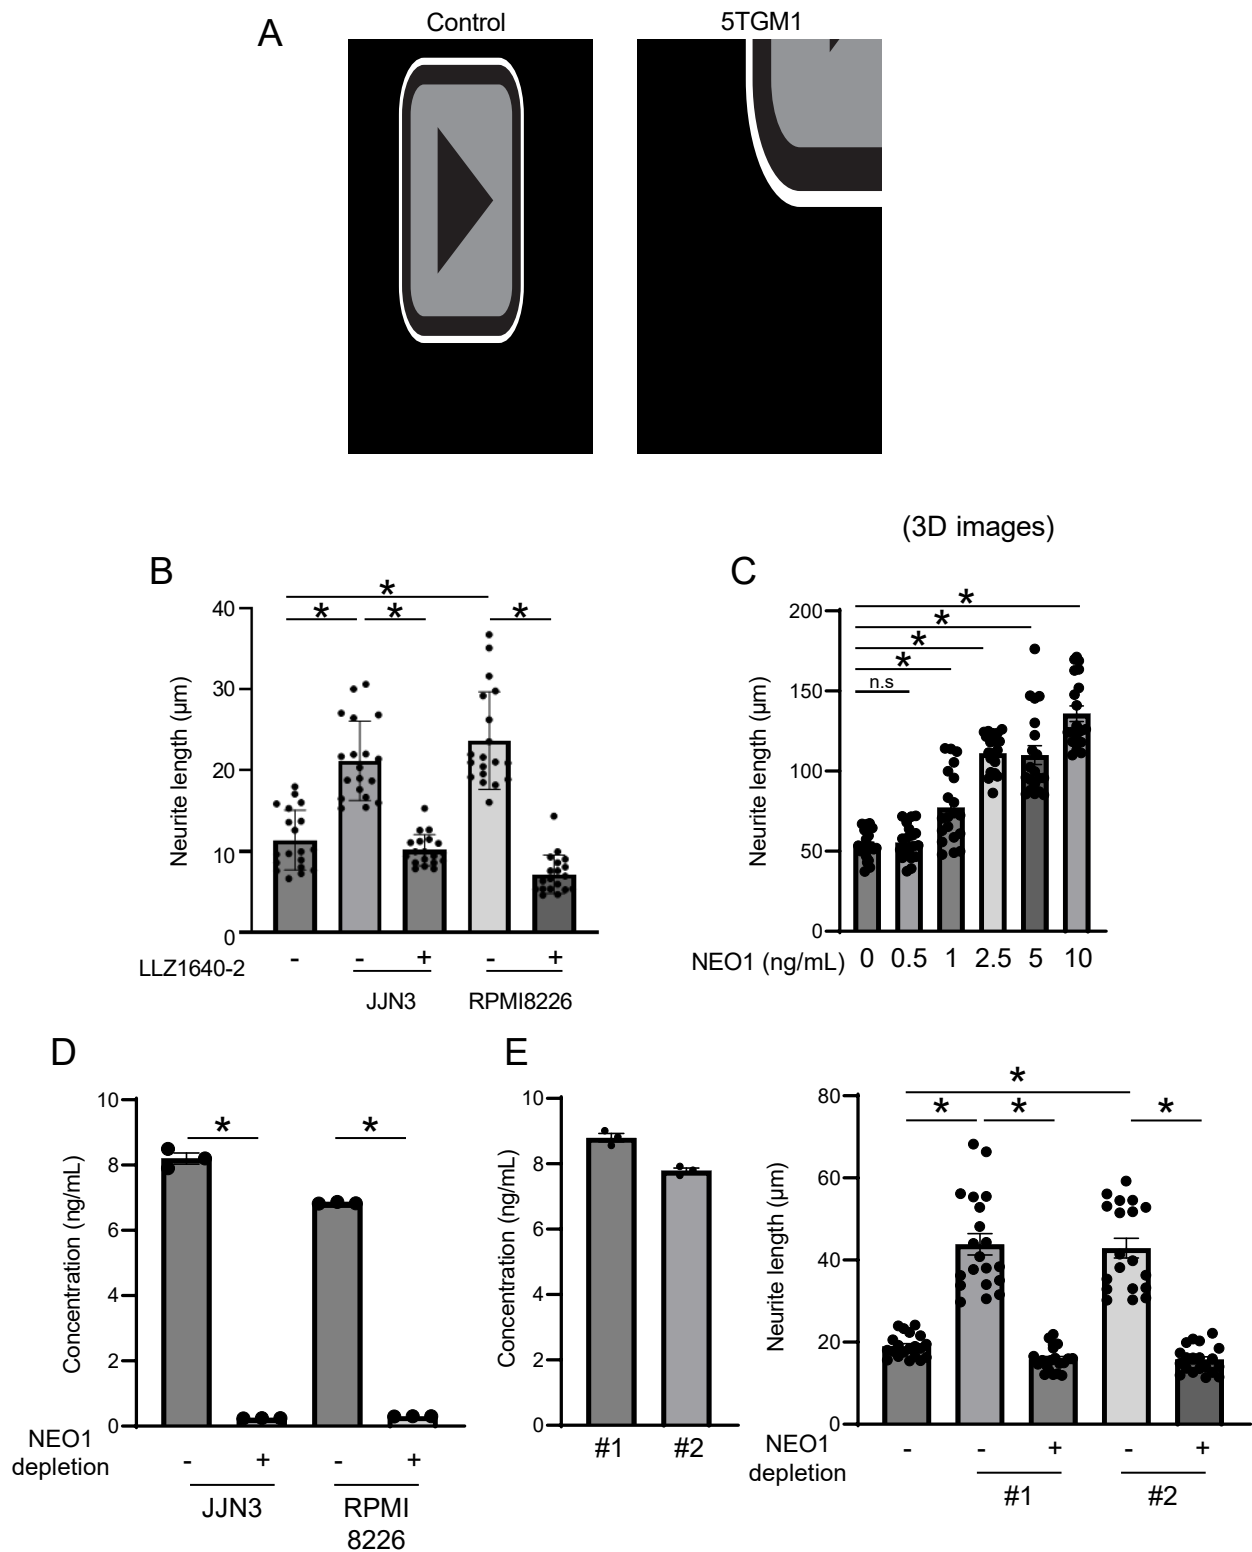 A
Control
5TGM1
(3D images)
B
Neurite length (µm)
40
30
20
10
0
*
* * *
LLZ1640-2
- - + - +
JJN3
RPMI8226
C
Neurite length (µm)
200
150
100
50
0
*
*
*
*
n.s
NEO1 (ng/mL) 0 0.5 1 2.5 5 10
D
Concentration (ng/mL)
10
8
6
4
2
0
* *
NEO1
depletion
- + - +
JJN3
RPMI
8226
E
Concentration (ng/mL)
10
8
6
4
2
0
#1 #2
Neurite length (µm)
80
60
40
20
0
*
* * *
NEO1
depletion
- - + - +
#1 #2